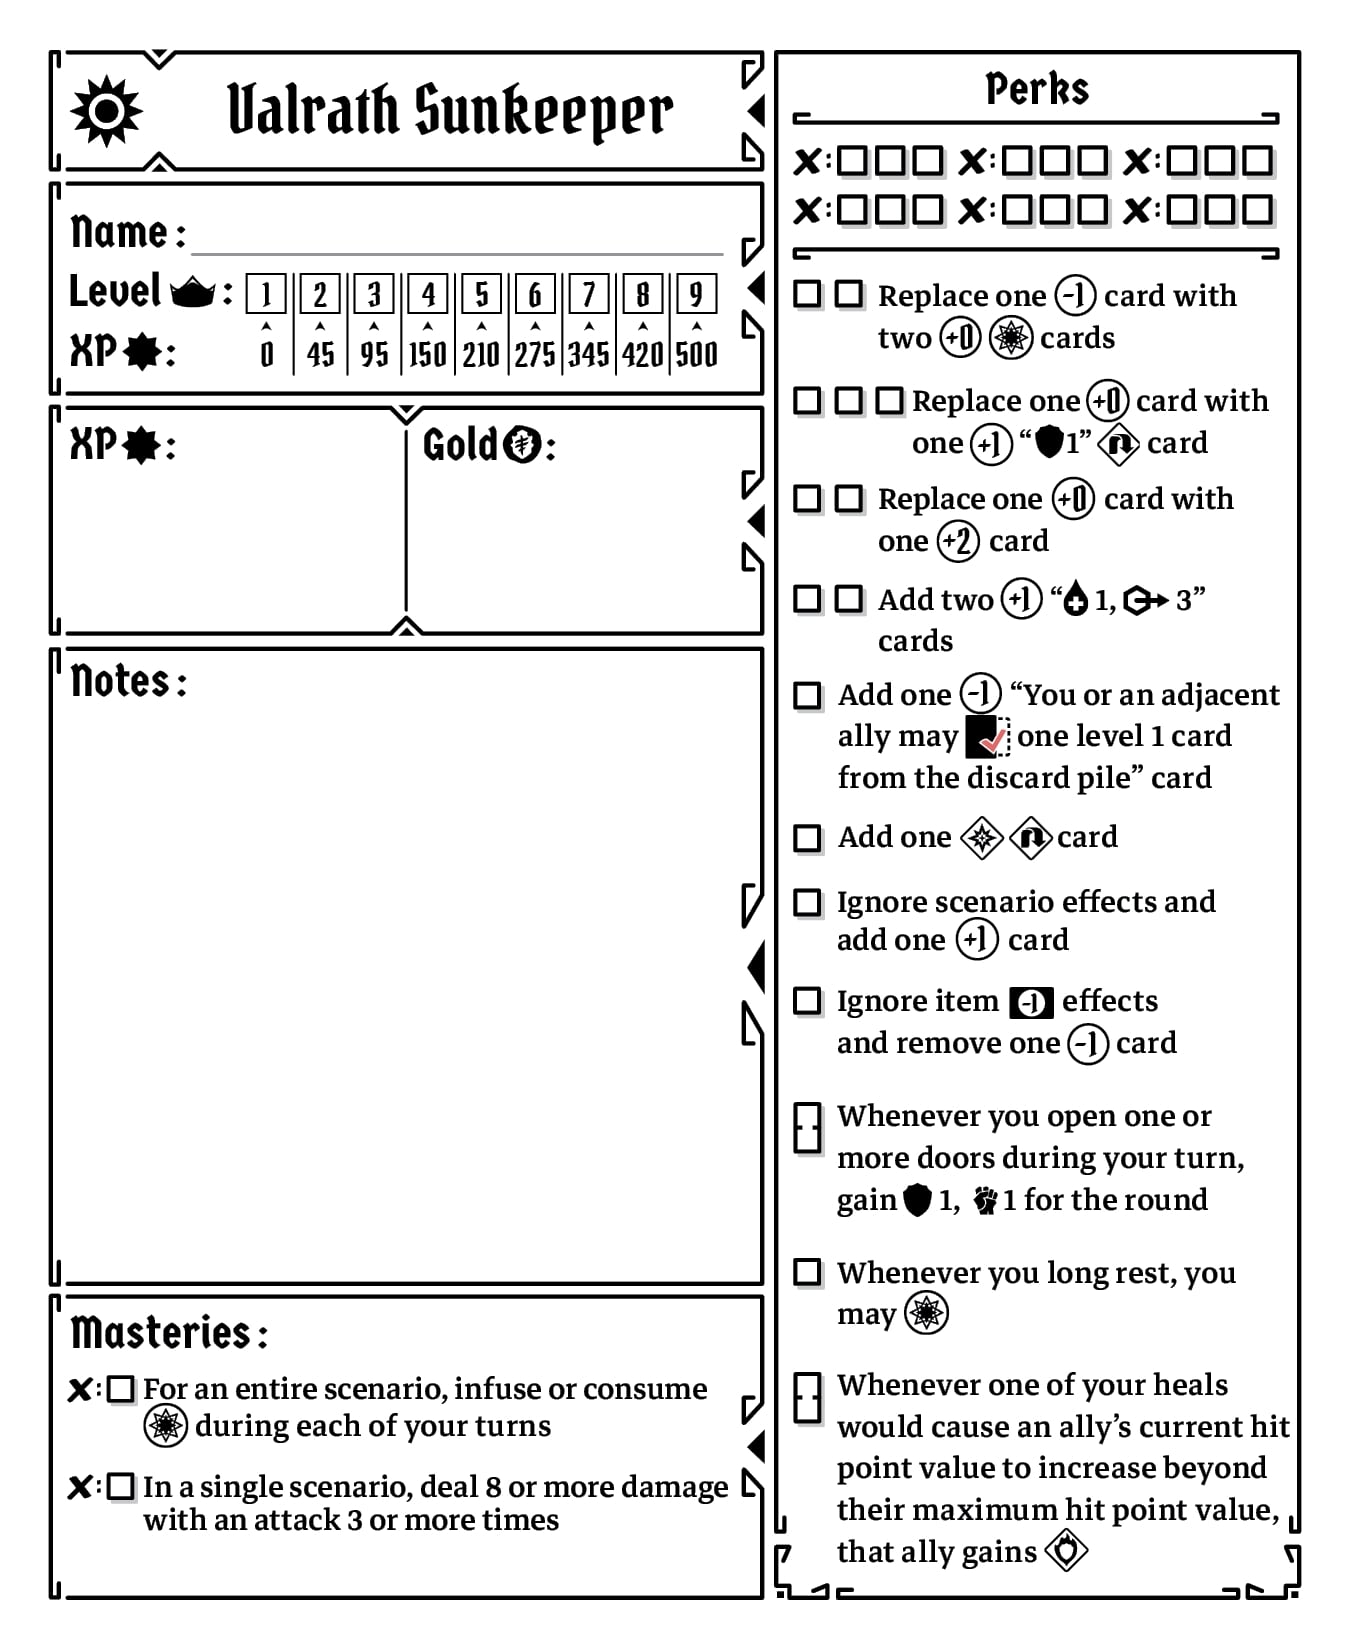 Valrath Sunkeeper
Name:
Level : 1 2 3 4 5 6 7 8 9
XP : 0 45 95 150 210 275 345 420 500
XP : Gold :
Notes:
Masteries:
For an entire scenario, infuse or consume
during each of your turns
In a single scenario, deal 8 or more damage
with an attack 3 or more times
Perks
Replace one -1 card with
two +0 cards
Replace one +0 card with
one +1 “ 1” card
Replace one +0 card with
one +2 card
Add two +1 “ 1, 3”
cards
Add one -1 “You or an adjacent
ally may one level 1 card
from the discard pile” card
Add one card
Ignore scenario effects and
add one +1 card
Ignore item -1 effects
and remove one -1 card
Whenever you open one or
more doors during your turn,
gain 1, 1 for the round
Whenever you long rest, you
may
Whenever one of your heals
would cause an ally’s current hit
point value to increase beyond
their maximum hit point value,
that ally gains